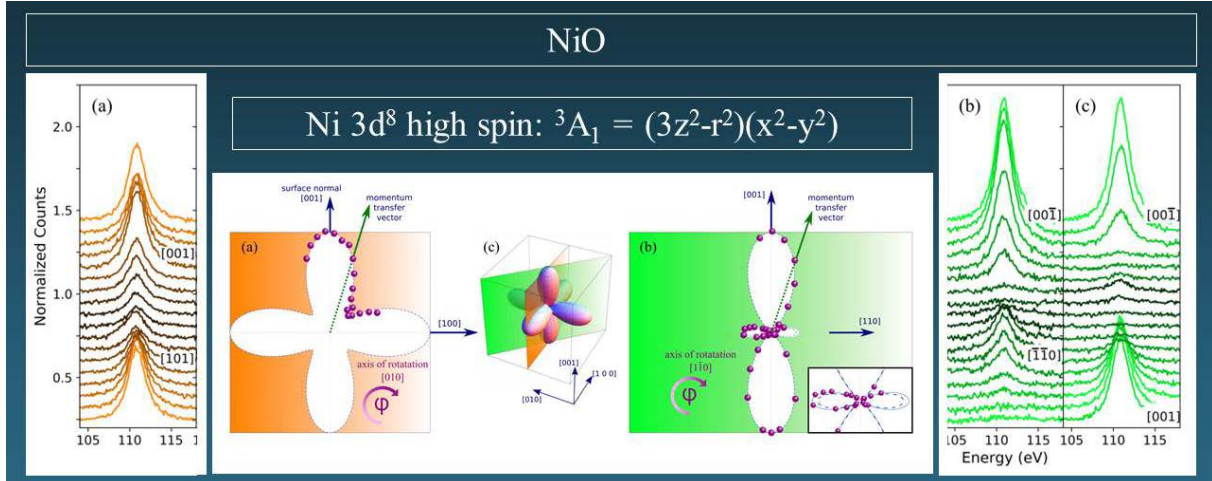 NiO
Ni 3d⁸ high spin: ³A₁ = (3z²-r²)(x²-y²)
(a)
Normalized Counts
2.0
1.5
1.0
0.5
[001]
[101]
105 110 115
surface normal
[001]
momentum
transfer
vector
(a)
[100]
axis of rotatation
[010]
φ
(c)
[001]
[1 0 0]
[010]
[001]
momentum
transfer
vector
(b)
[110]
axis of rotatation
[11̅0]
φ
(b)
(c)
[001̅]
[001̅]
[1̅1̅0]
[001]
105 110 115
105 110 115
Energy (eV)